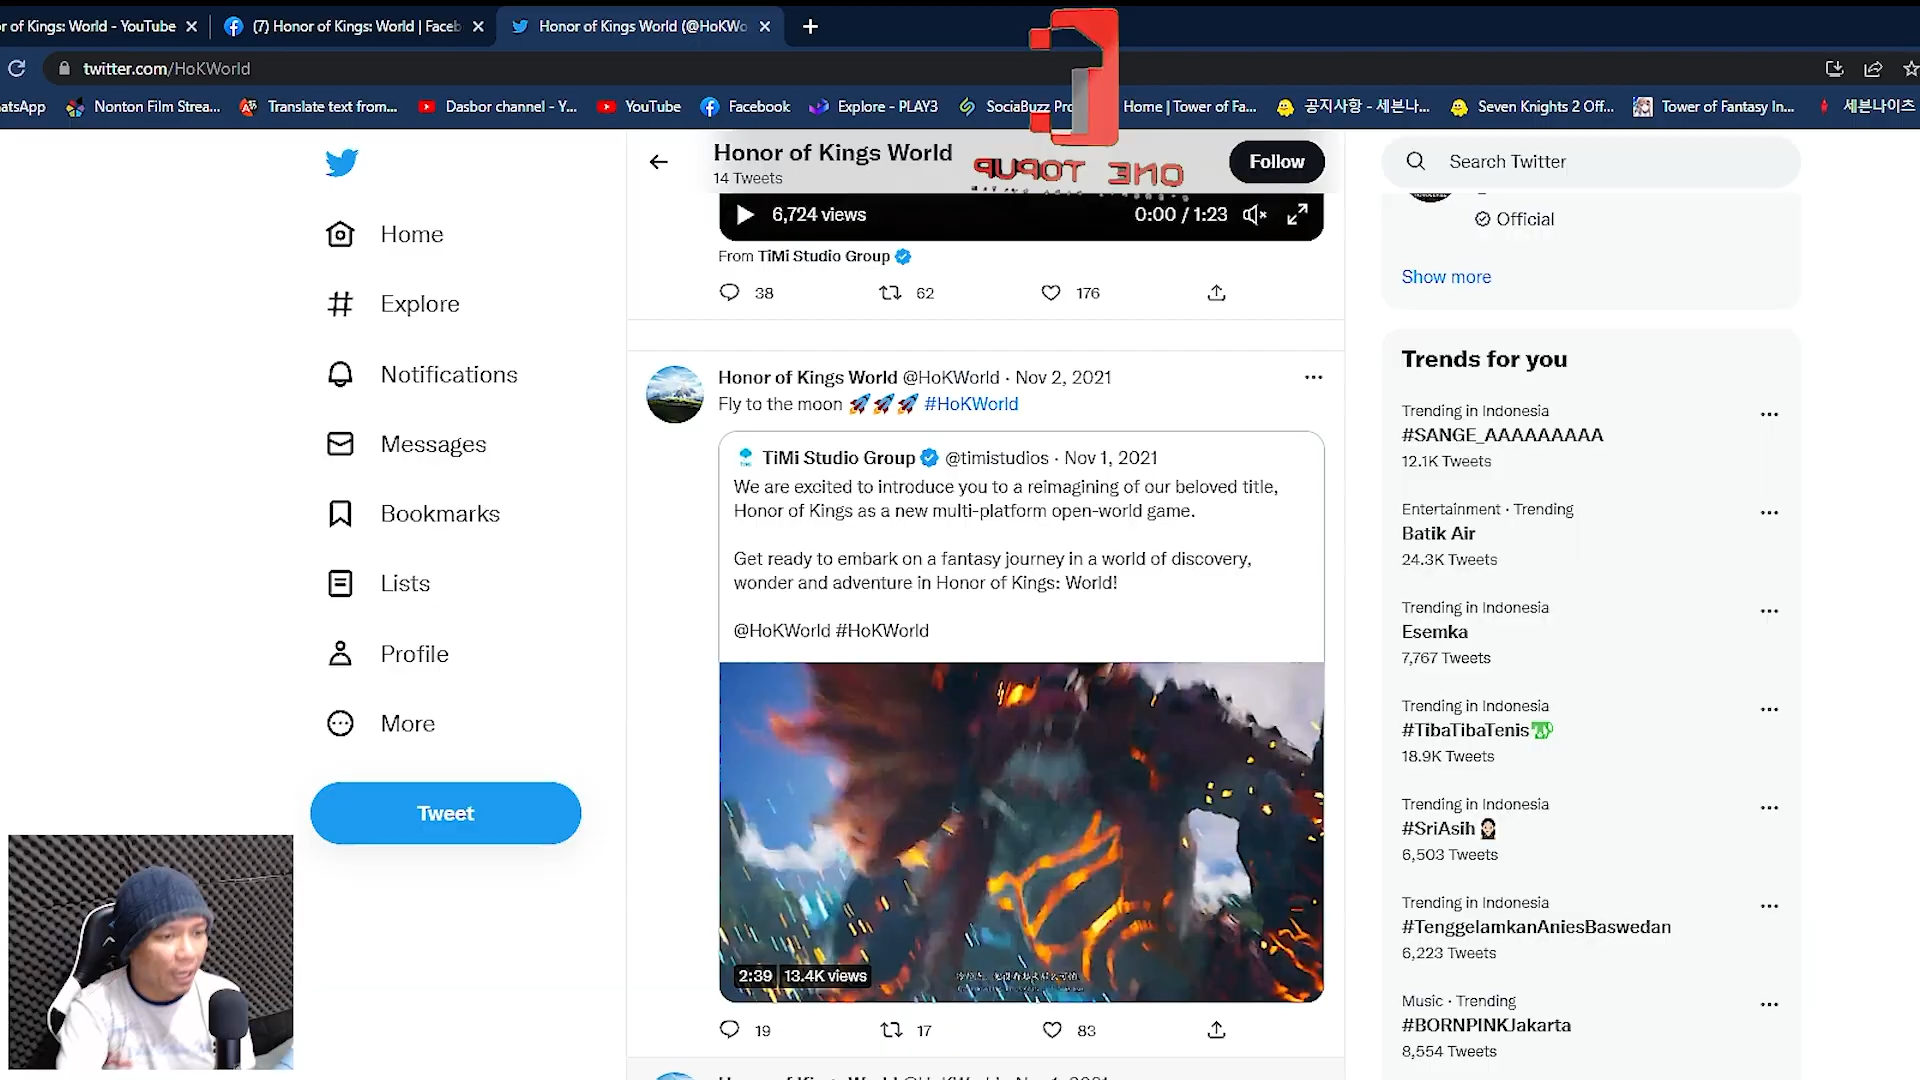 r of Kings: World - YouTube
(7) Honor of Kings: World | Faceb
Honor of Kings World (@HoKWo
twitter.com/HoKWorld
atsApp
Nonton Film Strea...
Translate text from...
Dasbor channel - Y...
YouTube
Facebook
Explore - PLAY3
SociaBuzz Pro
Home | Tower of Fa...
공지사항 - 세븐나...
Seven Knights 2 Off...
Tower of Fantasy In...
세븐나이츠
Honor of Kings World
14 Tweets
ONE TOPUP
Follow
Search Twitter
Home
Explore
Notifications
Messages
Bookmarks
Lists
Profile
More
Tweet
6,724 views
0:00 / 1:23
From TiMi Studio Group
38
62
176
Honor of Kings World @HoKWorld · Nov 2, 2021
Fly to the moon 🚀🚀🚀 #HoKWorld
TiMi Studio Group @timistudios · Nov 1, 2021
We are excited to introduce you to a reimagining of our beloved title,
Honor of Kings as a new multi-platform open-world game.
Get ready to embark on a fantasy journey in a world of discovery,
wonder and adventure in Honor of Kings: World!
@HoKWorld #HoKWorld
2:39
13.4K views
19
17
83
Official
Show more
Trends for you
Trending in Indonesia
#SANGE_AAAAAAAAA
12.1K Tweets
Entertainment · Trending
Batik Air
24.3K Tweets
Trending in Indonesia
Esemka
7,767 Tweets
Trending in Indonesia
#TibaTibaTenis
18.9K Tweets
Trending in Indonesia
#SriAsih
6,503 Tweets
Trending in Indonesia
#TenggelamkanAniesBaswedan
6,223 Tweets
Music · Trending
#BORNPINKJakarta
8,554 Tweets